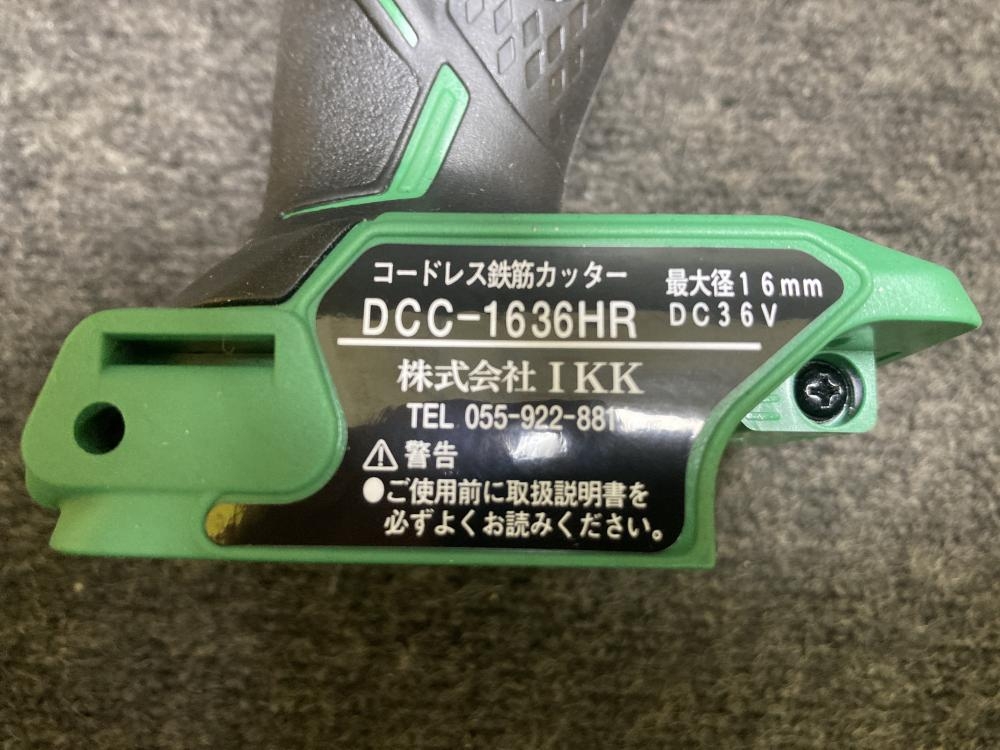 コードレス鉄筋カッター
最大径16mm
DCC-1636HR
DC36V
株式会社 IKK
TEL
警告
●ご使用前に取扱説明書を
必ずよくお読みください。